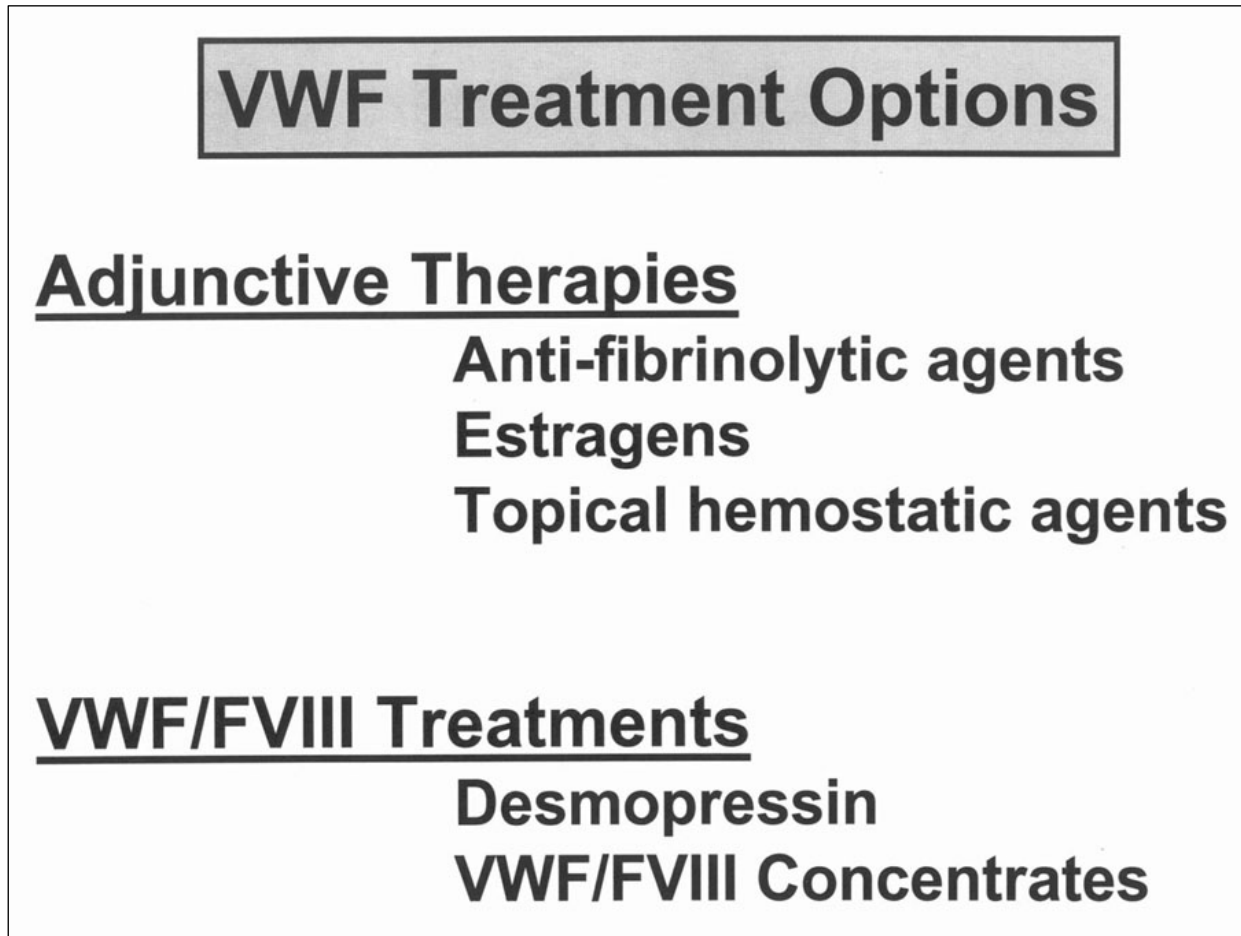 VWF Treatment Options
Adjunctive Therapies
Anti-fibrinolytic agents
Estragens
Topical hemostatic agents
VWF/FVIII Treatments
Desmopressin
VWF/FVIII Concentrates